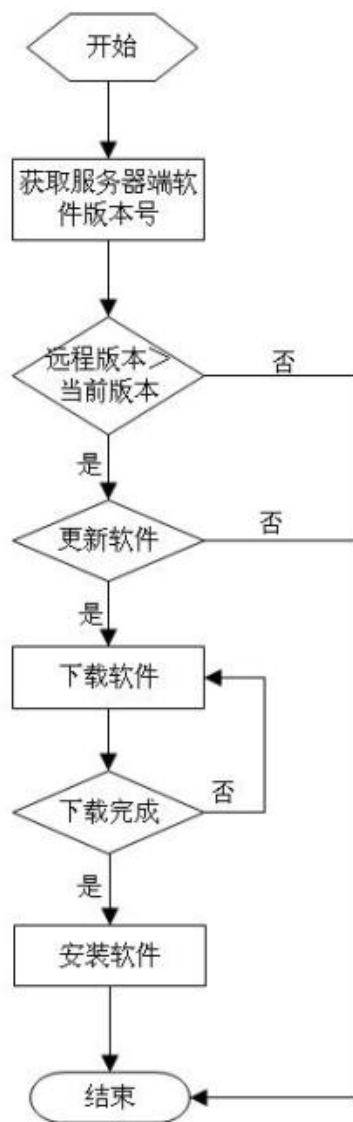 开始
获取服务器端软
件版本号
远程版本＞
当前版本
否
是
更新软件
否
是
下载软件
下载完成
否
是
安装软件
结束